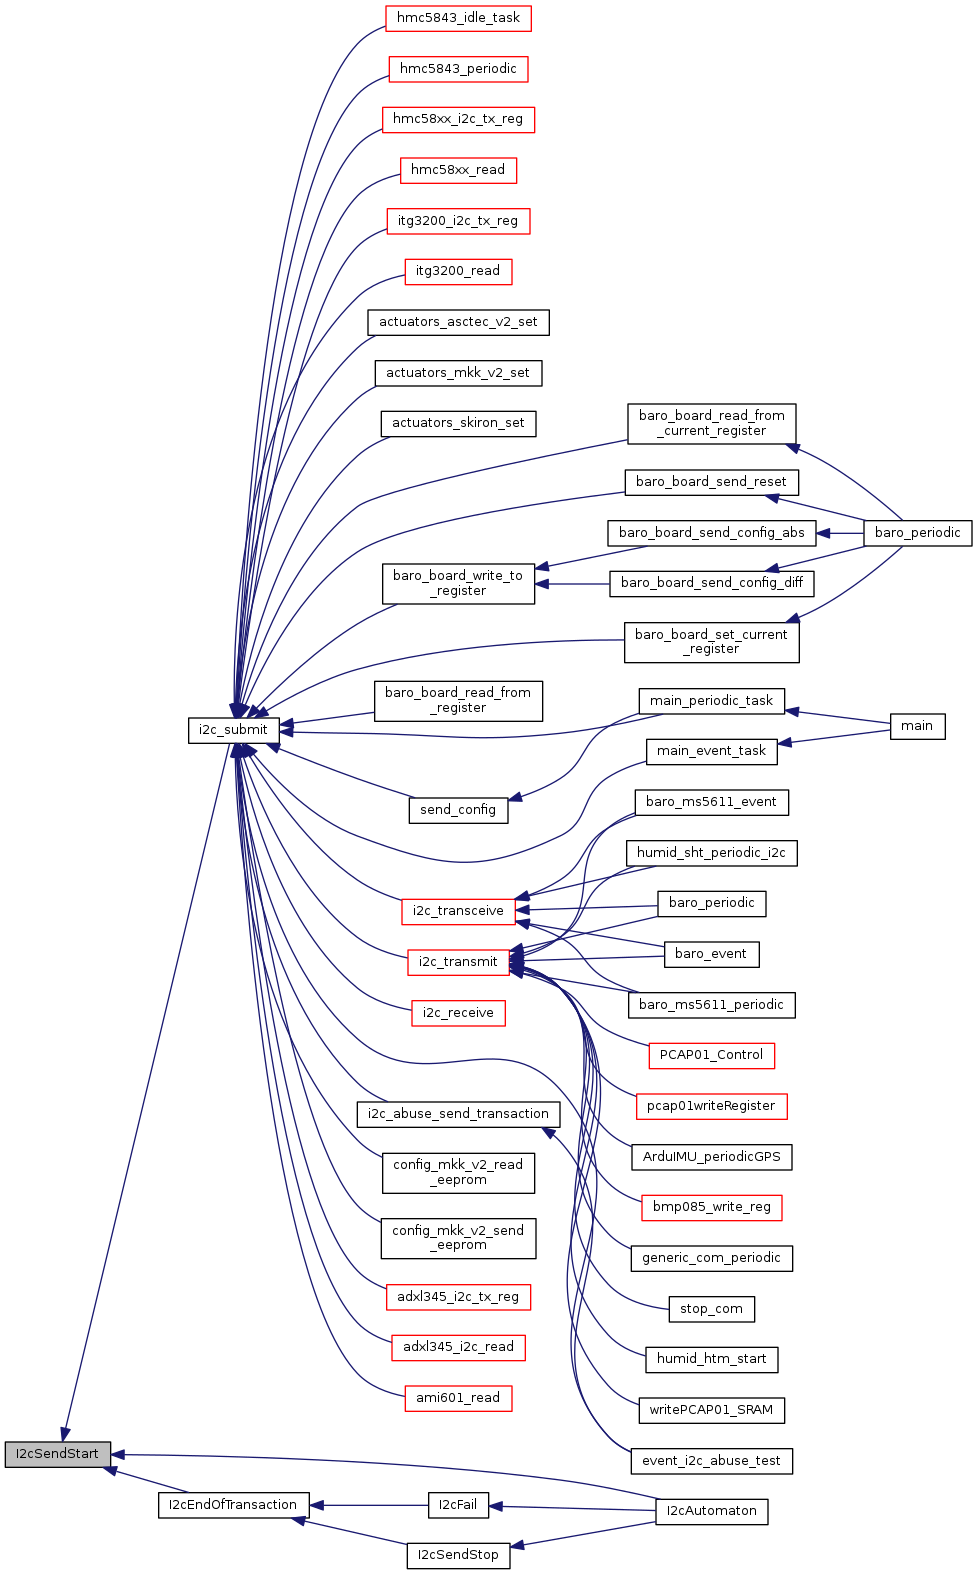 hmc5843_idle_task
hmc5843_periodic
hmc58xx_i2c_tx_reg
hmc58xx_read
itg3200_i2c_tx_reg
itg3200_read
actuators_asctec_v2_set
actuators_mkk_v2_set
actuators_skiron_set
baro_board_read_from
_current_register
baro_board_send_reset
baro_board_send_config_abs
baro_periodic
baro_board_write_to
_register
baro_board_send_config_diff
baro_board_set_current
_register
baro_board_read_from
_register
main_periodic_task
i2c_submit
main
main_event_task
send_config
baro_ms5611_event
humid_sht_periodic_i2c
i2c_transceive
baro_periodic
i2c_transmit
baro_event
i2c_receive
baro_ms5611_periodic
PCAP01_Control
pcap01writeRegister
i2c_abuse_send_transaction
ArduIMU_periodicGPS
config_mkk_v2_read
_eeprom
bmp085_write_reg
config_mkk_v2_send
_eeprom
generic_com_periodic
adxl345_i2c_tx_reg
stop_com
adxl345_i2c_read
humid_htm_start
ami601_read
writePCAP01_SRAM
I2cSendStart
event_i2c_abuse_test
I2cEndOfTransaction
I2cFail
I2cAutomaton
I2cSendStop